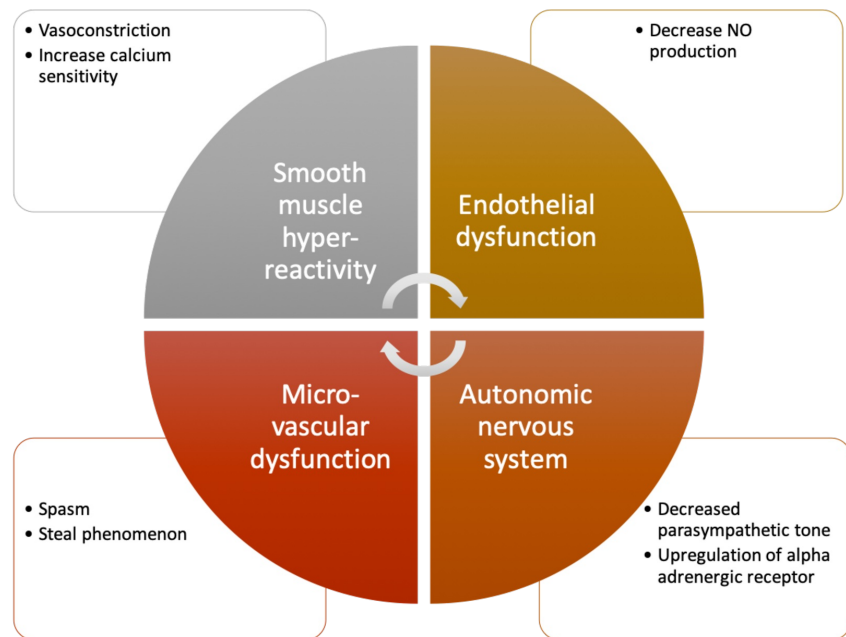 • Vasoconstriction
• Increase calcium
sensitivity
• Decrease NO
production
Smooth
muscle
hyper-
reactivity
Endothelial
dysfunction
Micro-
vascular
dysfunction
Autonomic
nervous
system
• Spasm
• Steal phenomenon
• Decreased
parasympathetic tone
• Upregulation of alpha
adrenergic receptor